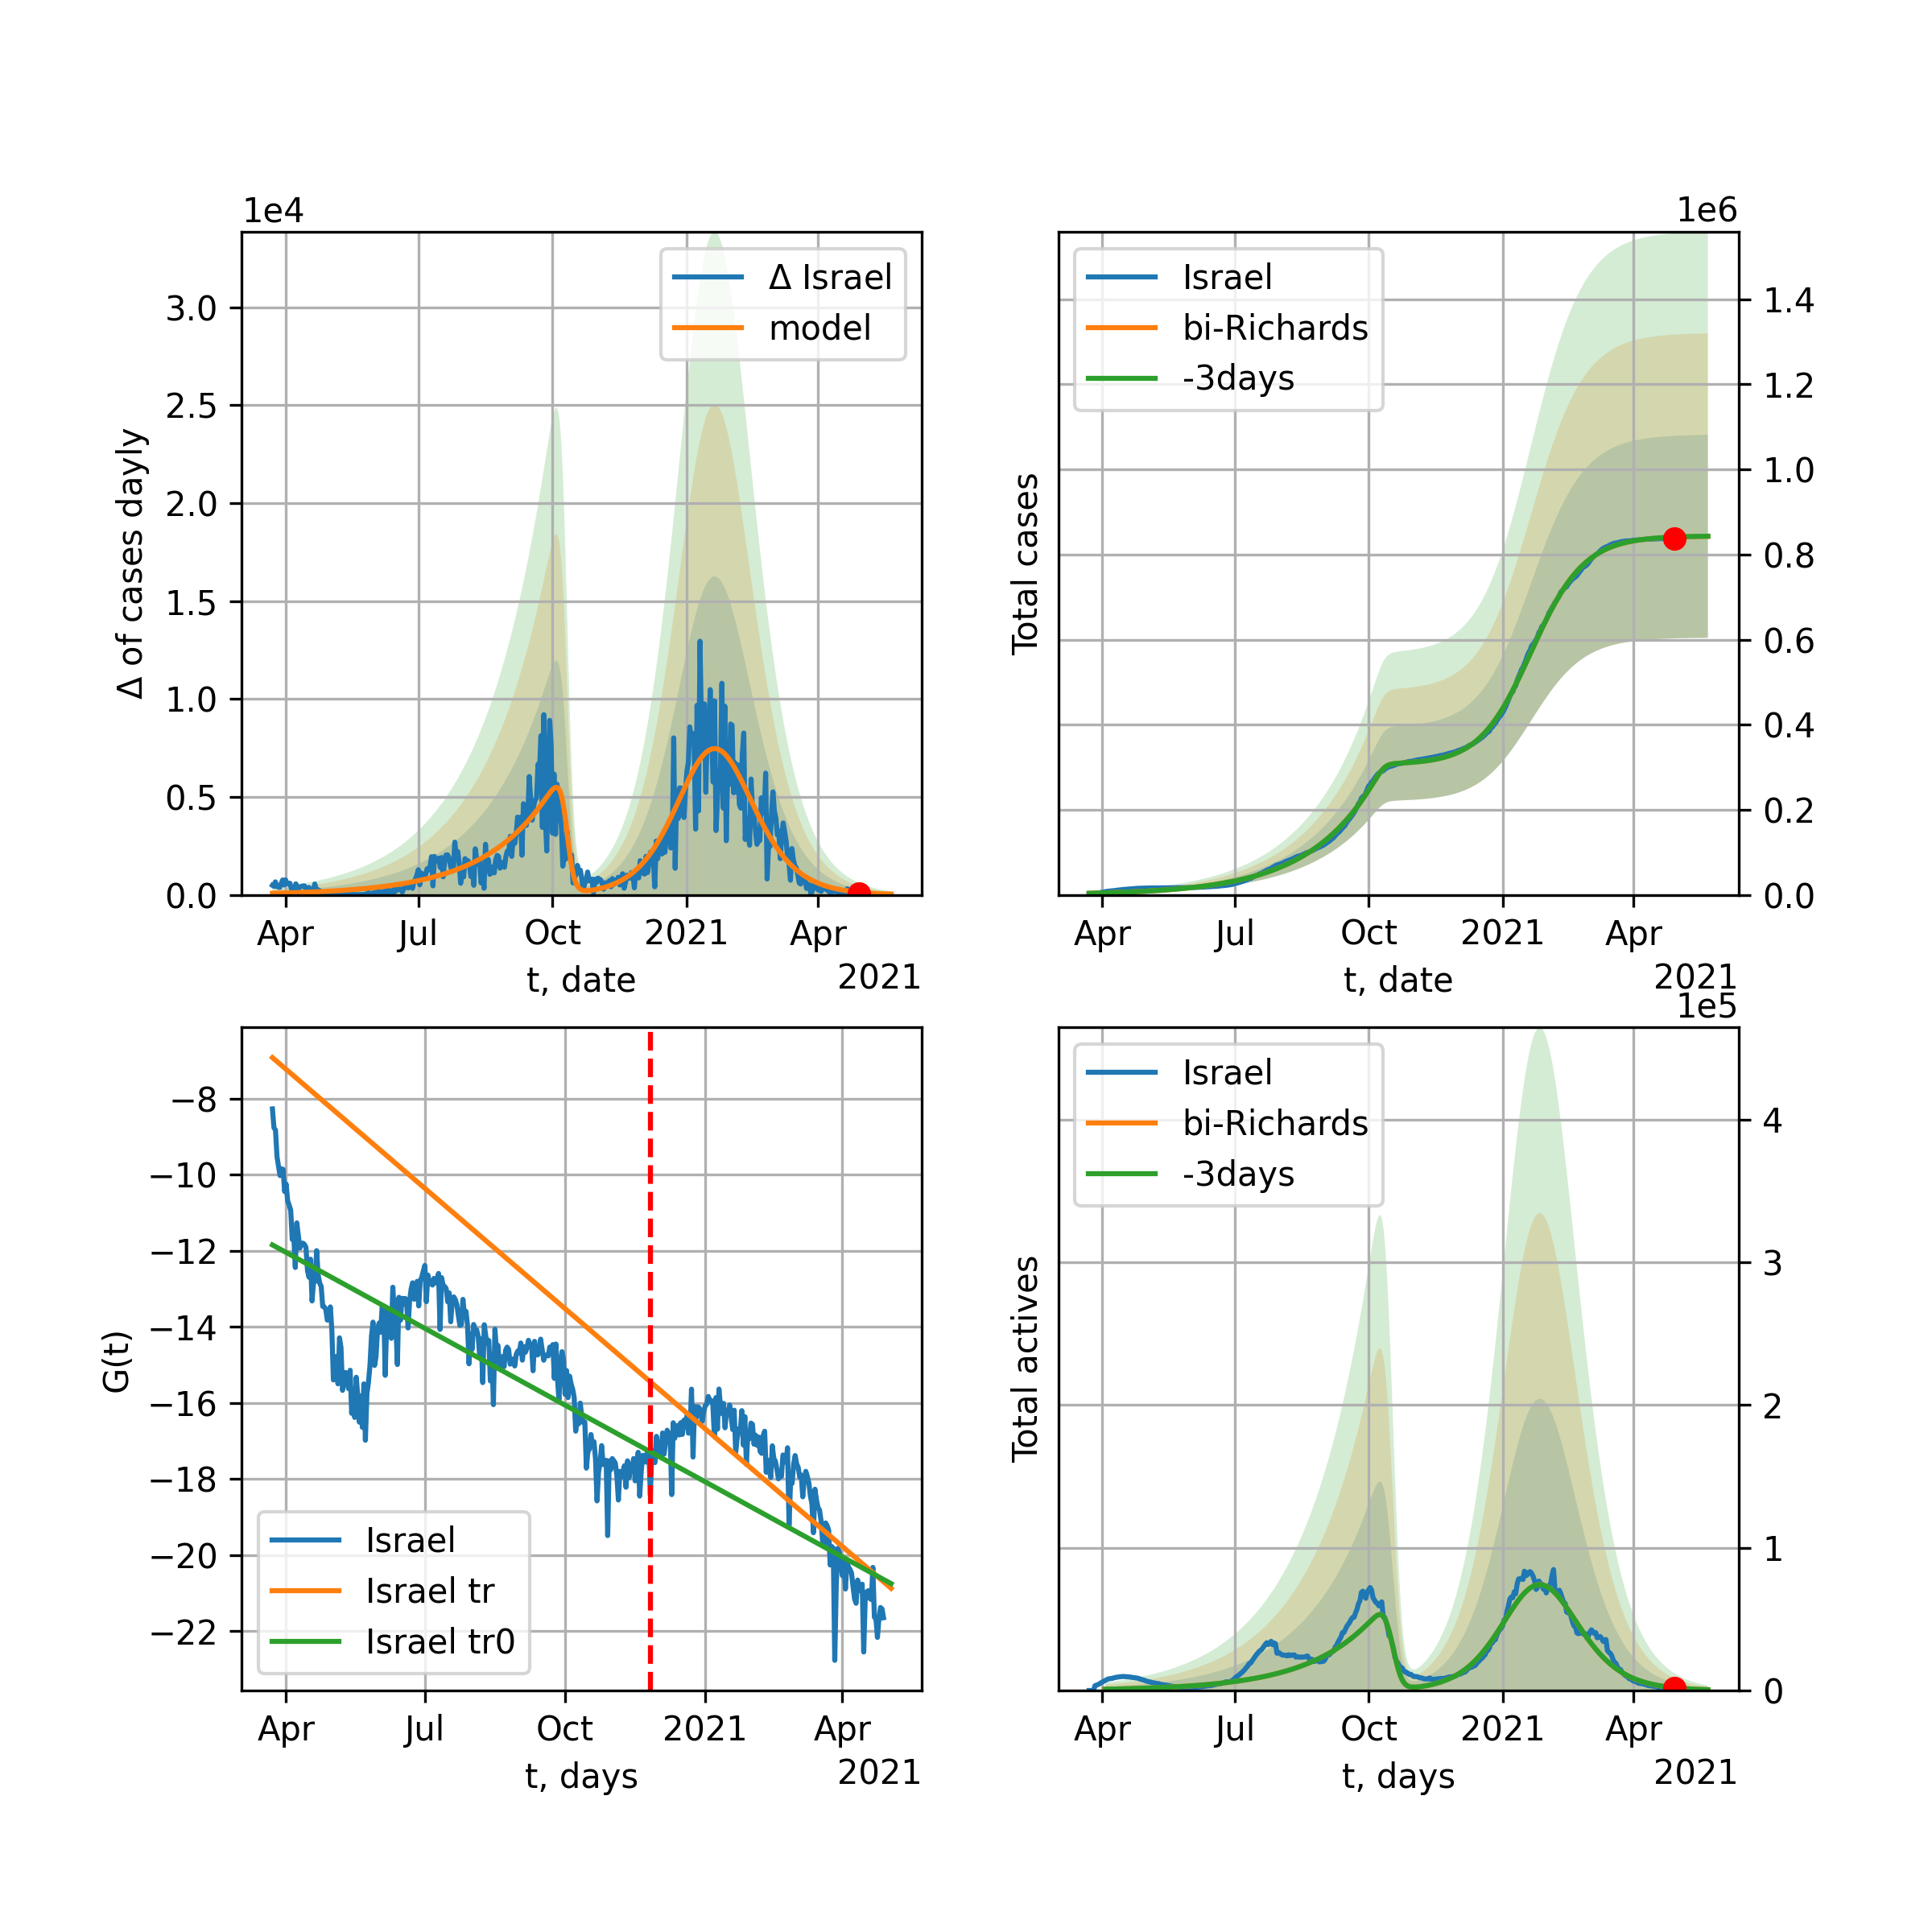 1e4
Δ of cases dayly
3.0
2.5
2.0
1.5
1.0
0.5
0.0
Δ Israel
model
Apr Jul Oct 2021 Apr
t, date
2021
1e6
Total cases
Israel
bi-Richards
-3days
1.4
1.2
1.0
0.8
0.6
0.4
0.2
0.0
Apr Jul Oct 2021 Apr
t, date
2021
G(t)
−8
−10
−12
−14
−16
−18
−20
−22
Israel
Israel tr
Israel tr0
Apr Jul Oct 2021 Apr
t, days
2021
1e5
Total actives
Israel
bi-Richards
-3days
4
3
2
1
0
Apr Jul Oct 2021 Apr
t, days
2021